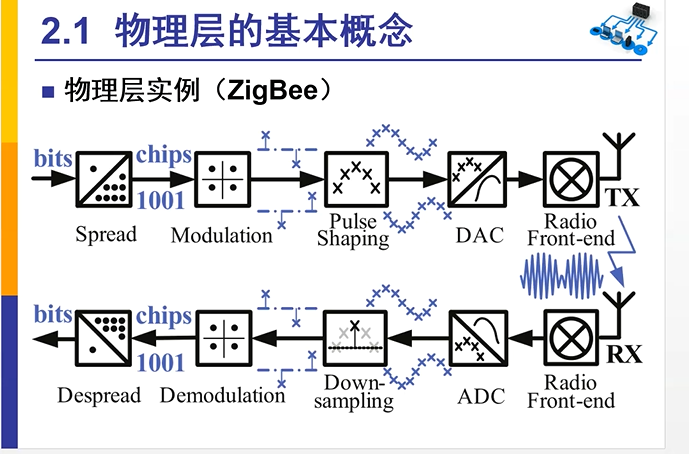 2.1 物理层的基本概念
物理层实例（ZigBee）
bits
chips
1001
TX
Spread
Modulation
Pulse
Shaping
DAC
Radio
Front-end
bits
chips
1001
RX
Despread
Demodulation
Down-
sampling
ADC
Radio
Front-end